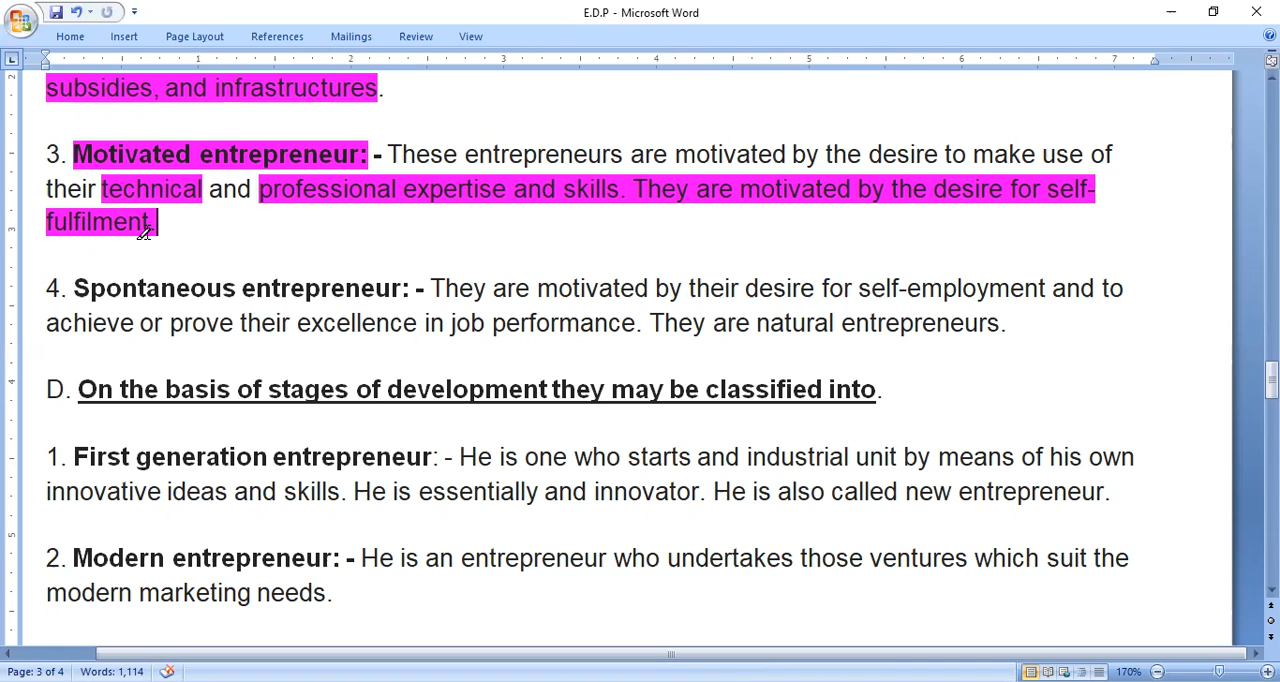 E.D.P - Microsoft Word
Home Insert Page Layout References Mailings Review View
1 2 3 4 5 6 7
subsidies, and infrastructures.
3. Motivated entrepreneur: - These entrepreneurs are motivated by the desire to make use of
their technical and professional expertise and skills. They are motivated by the desire for self-
fulfilment.
4. Spontaneous entrepreneur: - They are motivated by their desire for self-employment and to
achieve or prove their excellence in job performance. They are natural entrepreneurs.
D. On the basis of stages of development they may be classified into.
1. First generation entrepreneur: - He is one who starts and industrial unit by means of his own
innovative ideas and skills. He is essentially and innovator. He is also called new entrepreneur.
2. Modern entrepreneur: - He is an entrepreneur who undertakes those ventures which suit the
modern marketing needs.
Page: 3 of 4 Words: 1,114 170%